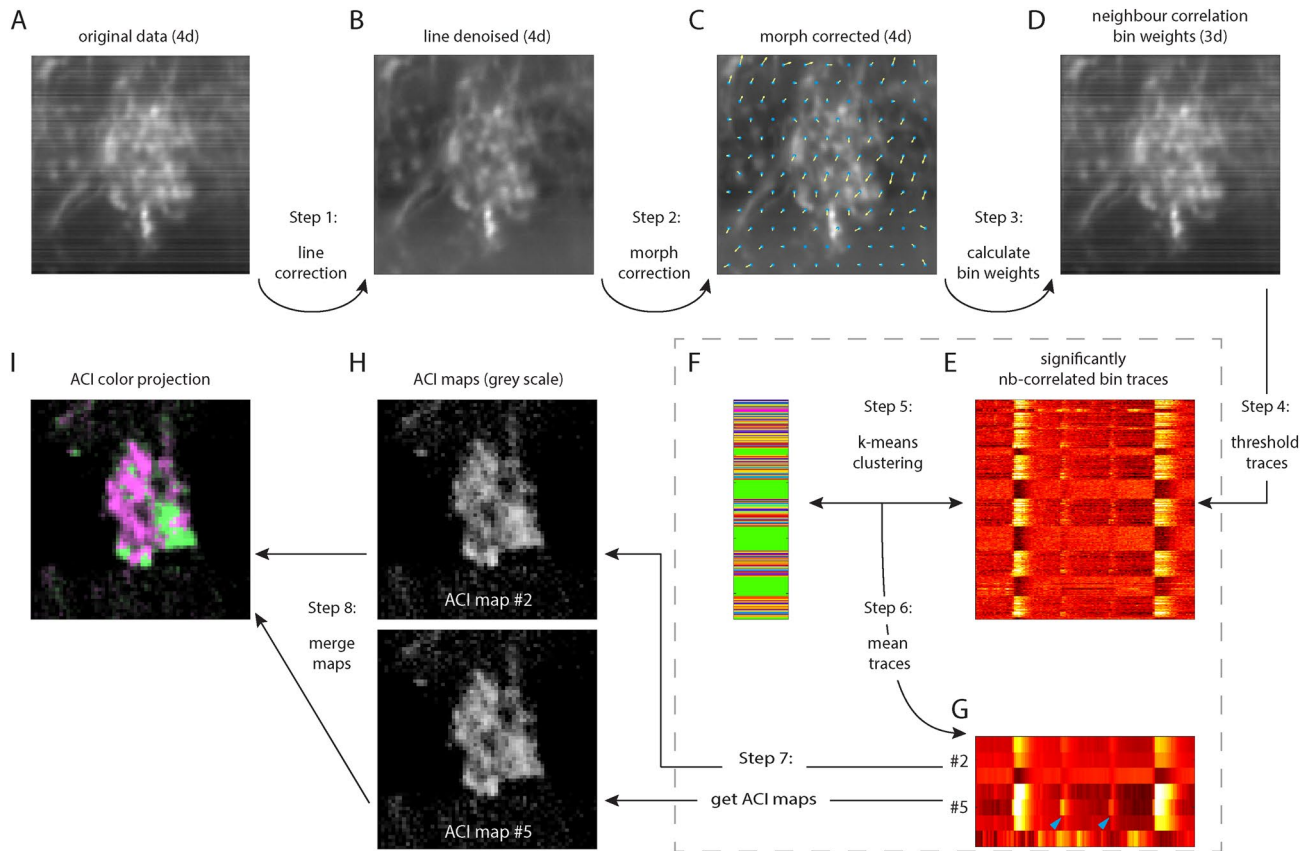 A
original data (4d)
B
line denoised (4d)
C
morph corrected (4d)
D
neighbour correlation
bin weights (3d)
Step 1:
line
correction
Step 2:
morph
correction
Step 3:
calculate
bin weights
I
ACI color projection
H
ACI maps (grey scale)
F
E
significantly
nb-correlated bin traces
Step 4:
threshold
traces
Step 5:
k-means
clustering
Step 6:
mean
traces
ACI map #2
Step 8:
merge
maps
ACI map #5
G
#2
#5
Step 7:
get ACI maps